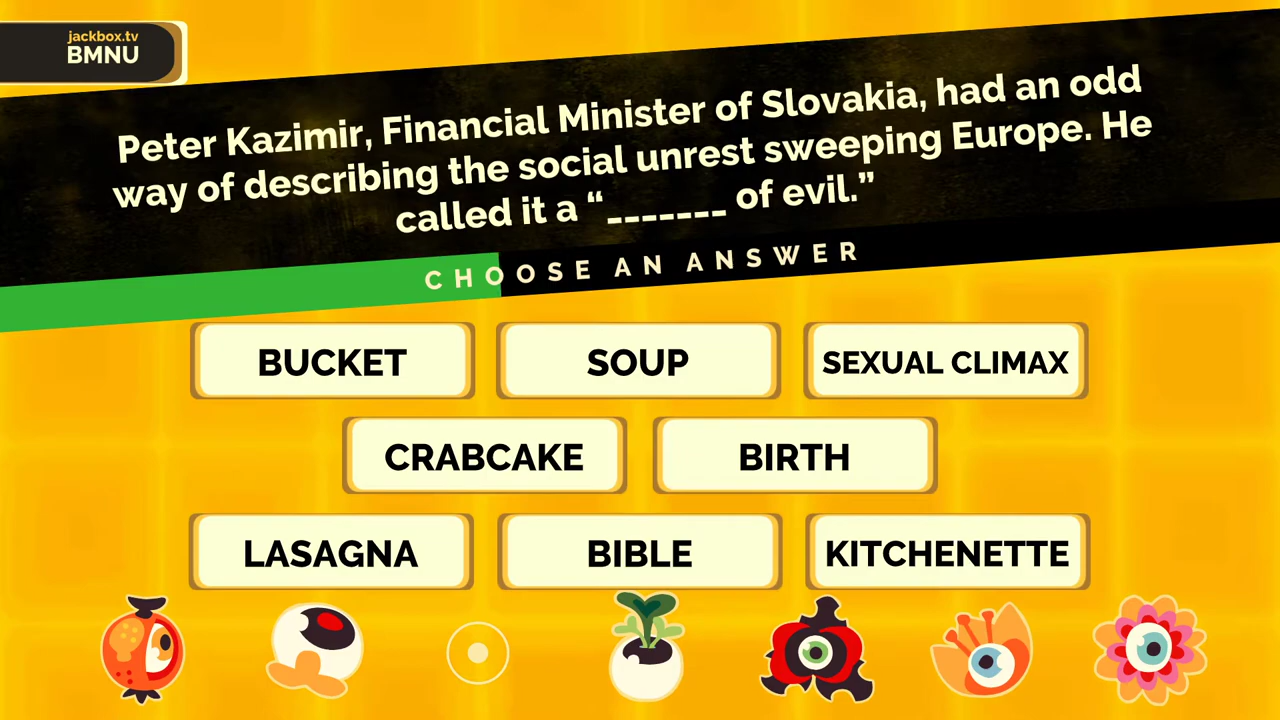 jackbox.tv
BMNU
Peter Kazimir, Financial Minister of Slovakia, had an odd
way of describing the social unrest sweeping Europe. He
called it a “_______ of evil.”
CHOOSE AN ANSWER
BUCKET
SOUP
SEXUAL CLIMAX
CRABCAKE
BIRTH
LASAGNA
BIBLE
KITCHENETTE